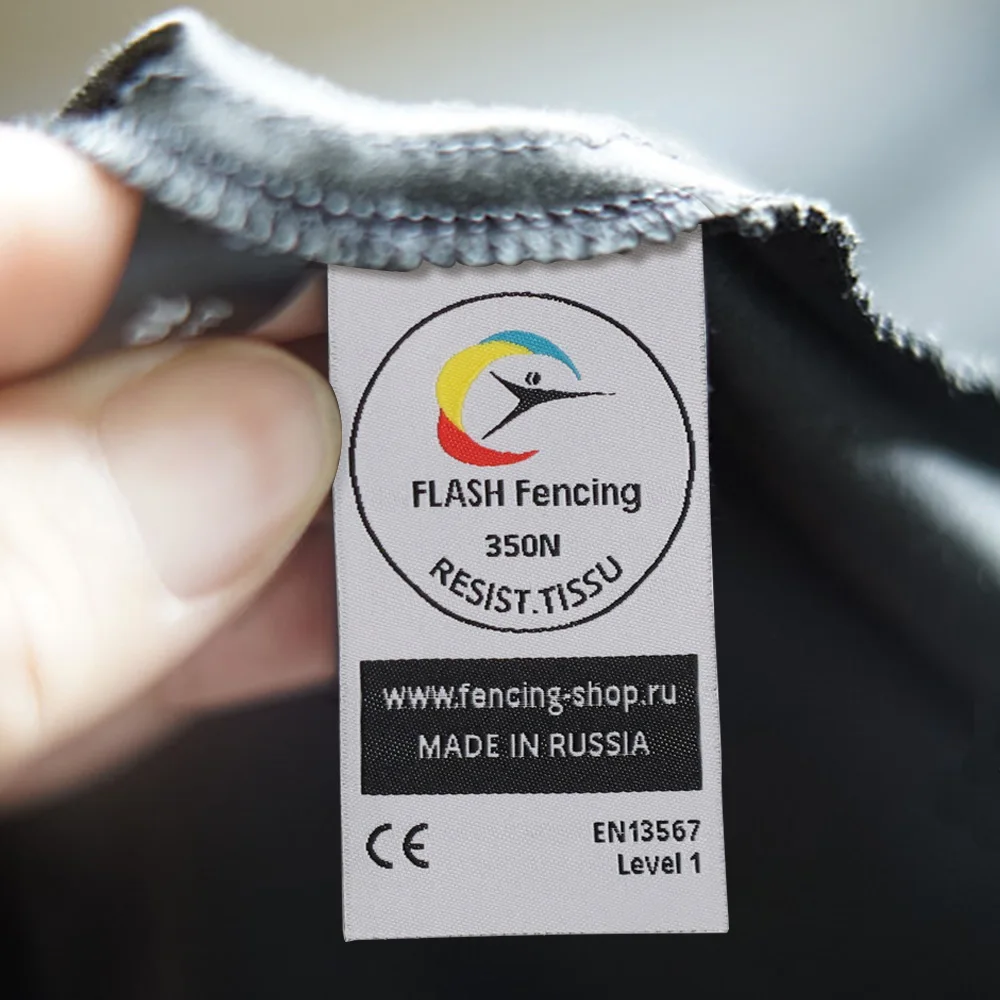 FLASH Fencing
350N
RESIST.TISSU
www.fencing-shop.ru
MADE IN RUSSIA
CE
EN13567
Level 1